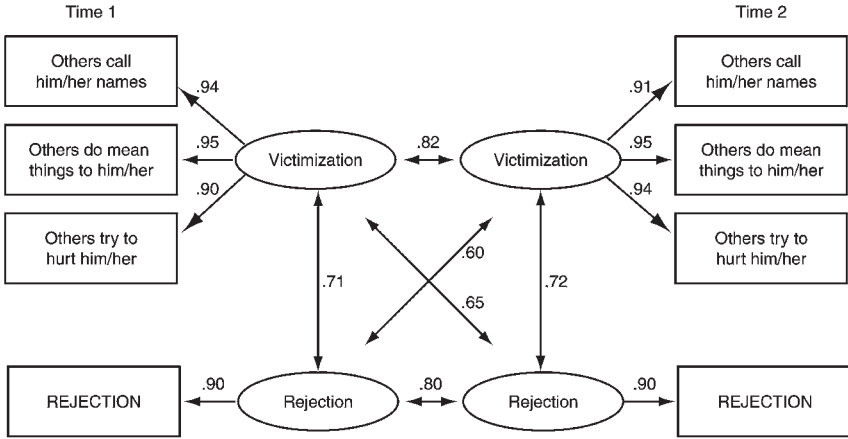 Time 1
Time 2
Others call
him/her names
.94
.91
Others call
him/her names
Others do mean
things to him/her
.95
Victimization
.82
Victimization
.95
Others do mean
things to him/her
.90
.94
Others try to
hurt him/her
Others try to
hurt him/her
.60
.71
.65
.72
REJECTION
.90
Rejection
.80
Rejection
.90
REJECTION